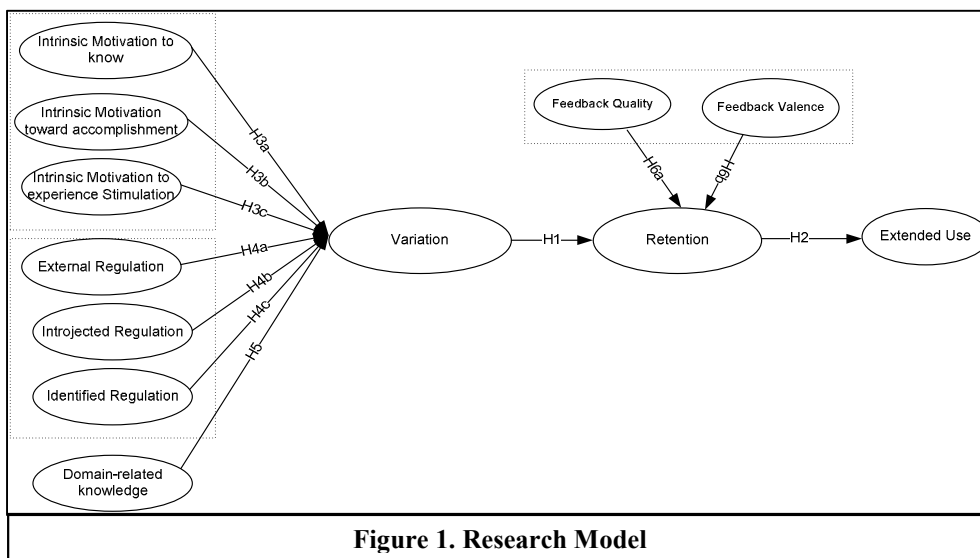 Intrinsic Motivation to
know
Intrinsic Motivation
toward accomplishment
Intrinsic Motivation to
experience Stimulation
External Regulation
Introjected Regulation
Identified Regulation
Domain-related
knowledge
H3a
H3b
H3c
H4a
H4b
H4c
H5
Variation
H1
Feedback Quality
Feedback Valence
H6a
H6b
Retention
H2
Extended Use
Figure 1. Research Model